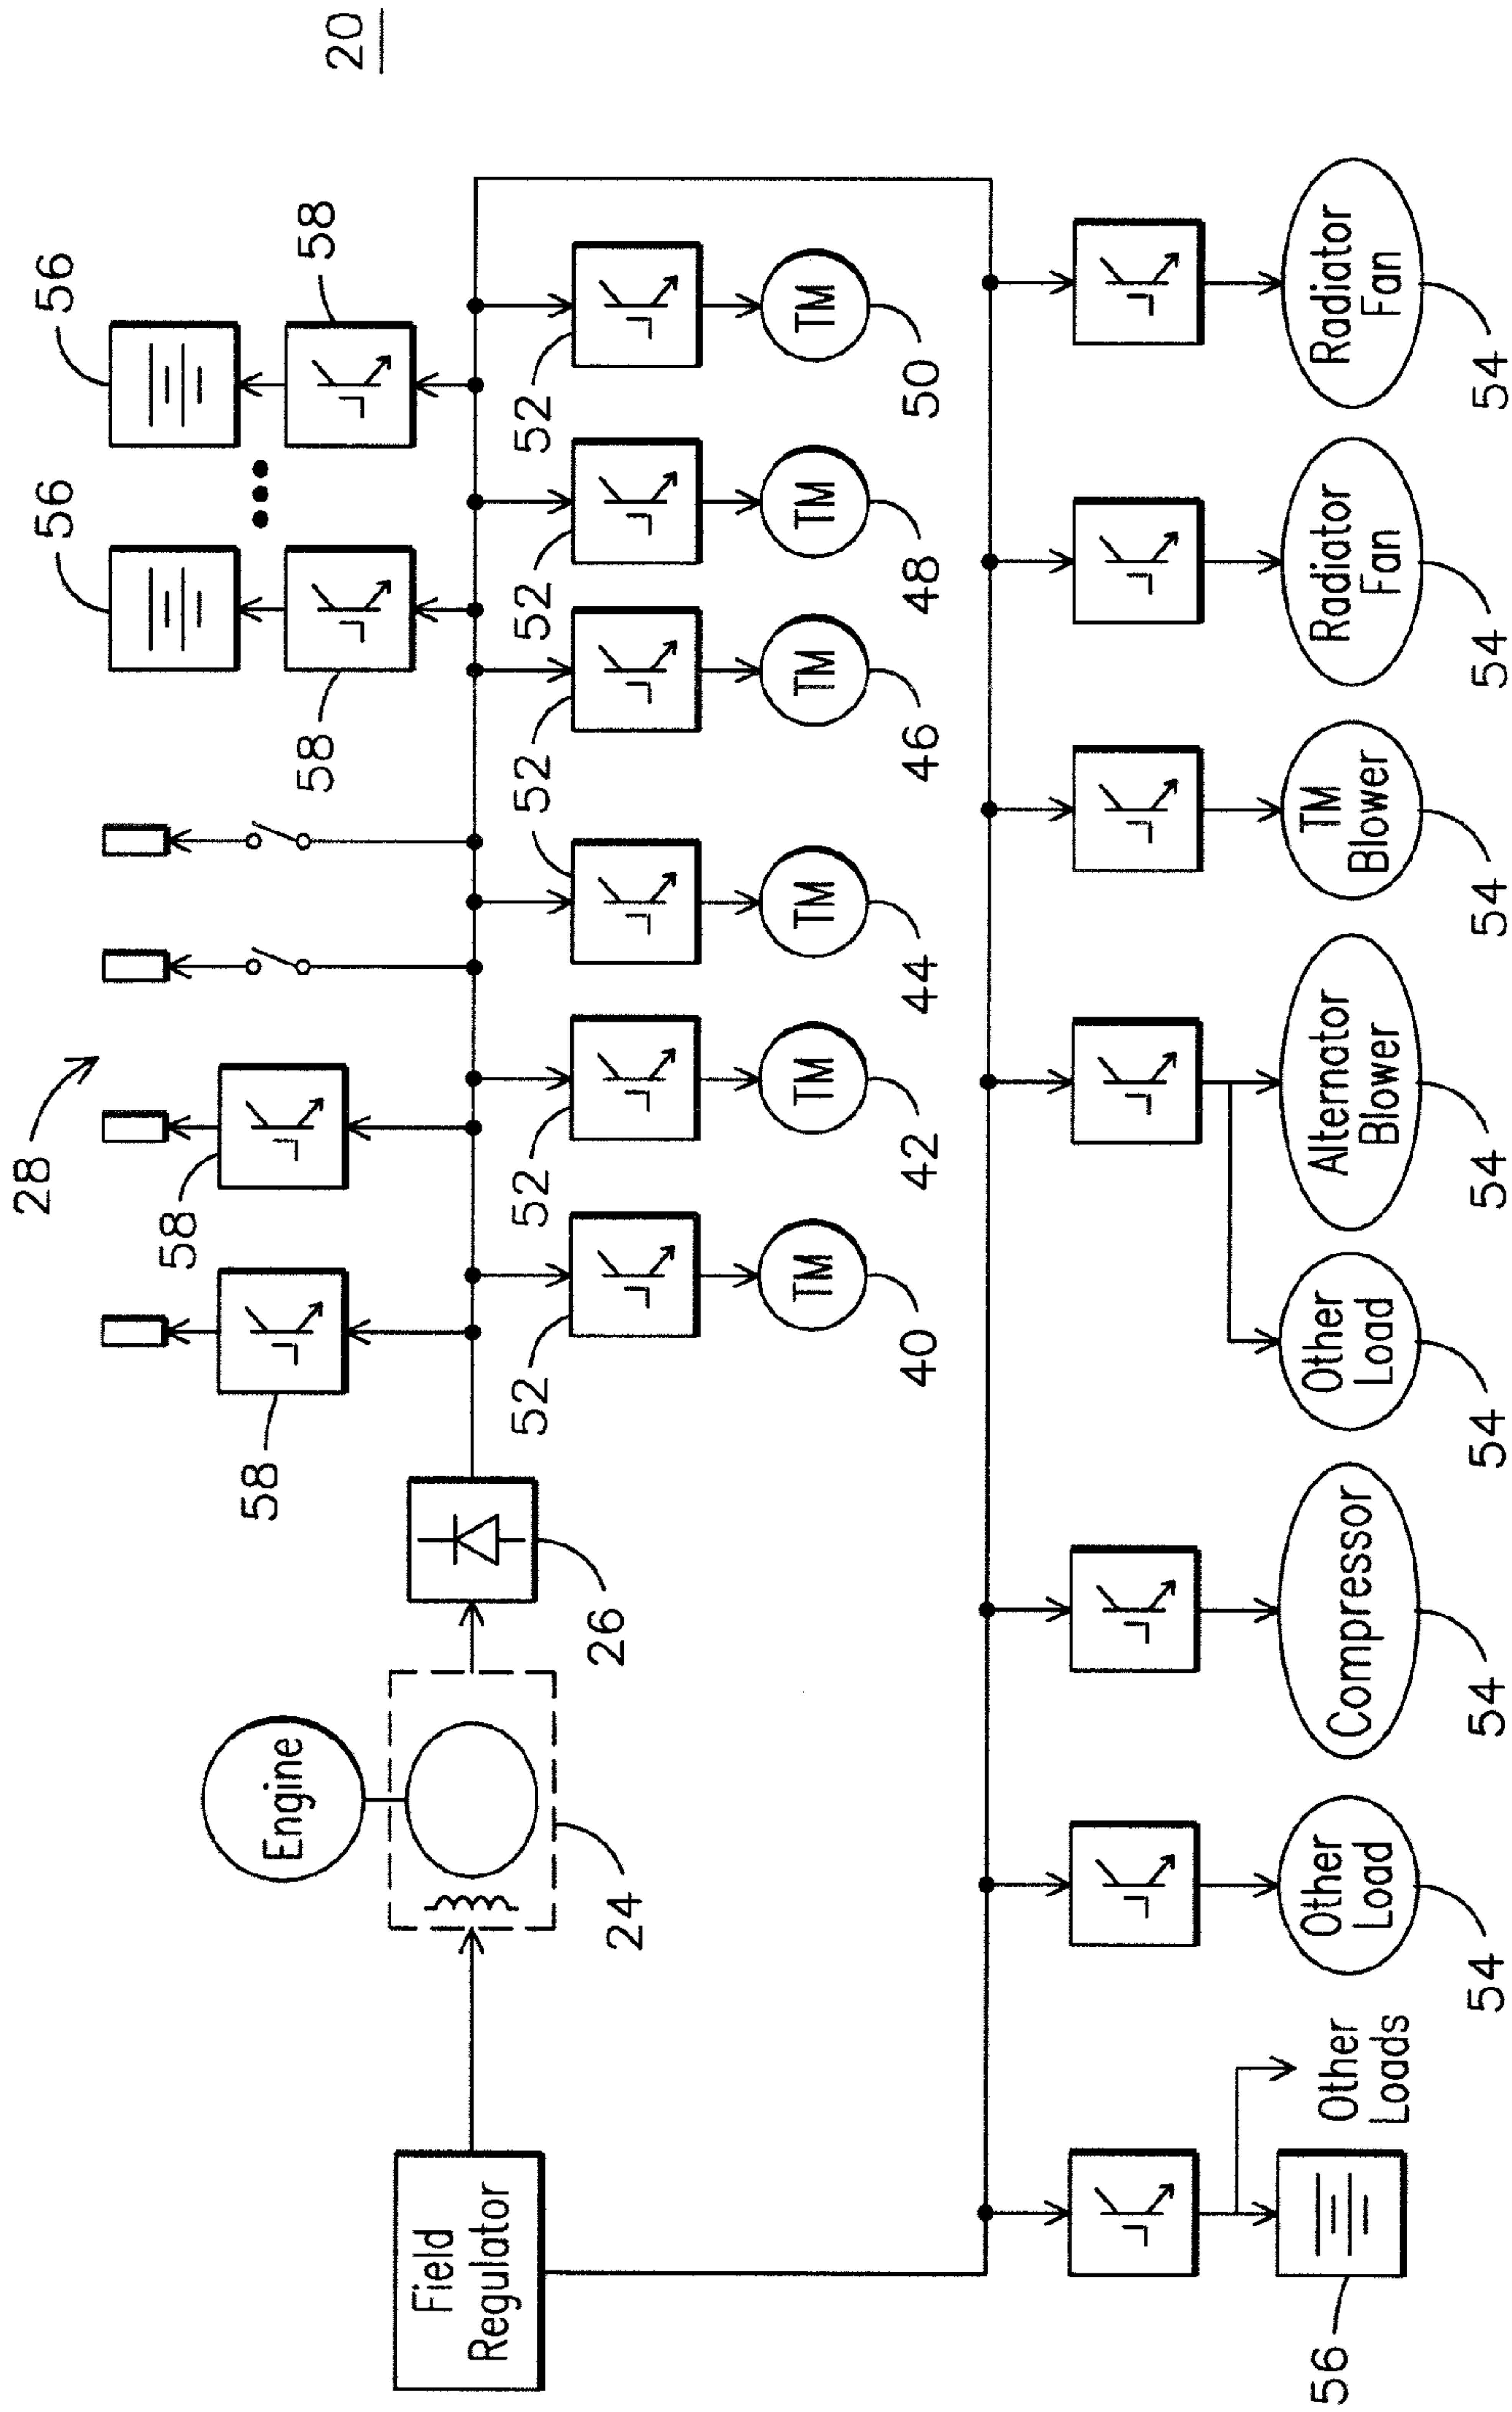 28
56
56
58
58
58
58
20
Engine
Field
Regulator
24
26
52
52
52
52
52
TM
TM
TM
TM
TM
TM
40
42
44
46
48
50
Other
Loads
Other
Load
Compressor
Other
Load
Alternator
Blower
TM
Blower
Radiator
Fan
Radiator
Fan
56
54
54
54
54
54
54
54